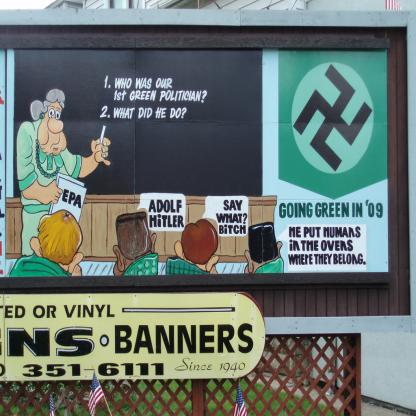 1. WHO WAS OUR
1st GREEN POLITICIAN?
2. WHAT DID HE DO?
EPA
ADOLF
HITLER
SAY
WHAT?
BITCH
GOING GREEN IN '09
HE PUT HUMANS
IN THE OVENS
WHERE THEY BELONG.
TED OR VINYL
NS • BANNERS
351-6111 Since 1940